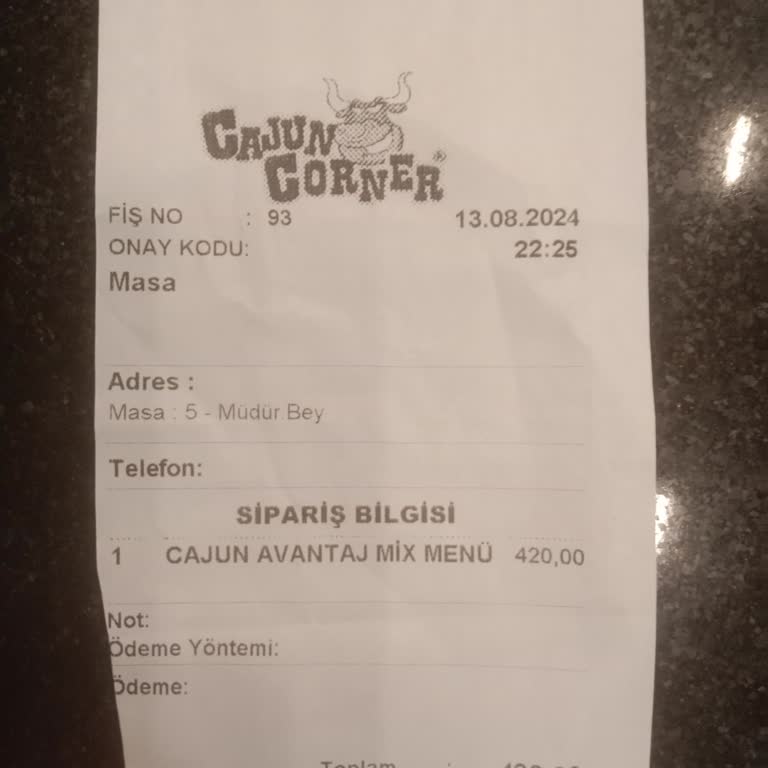 CAJUN
CORNER®
FİŞ NO : 93 13.08.2024
ONAY KODU: 22:25
Masa
Adres :
Masa : 5 - Müdür Bey
Telefon:
SİPARİŞ BİLGİSİ
1 CAJUN AVANTAJ MİX MENÜ 420,00
Not:
Ödeme Yöntemi:
Ödeme:
Toplam :